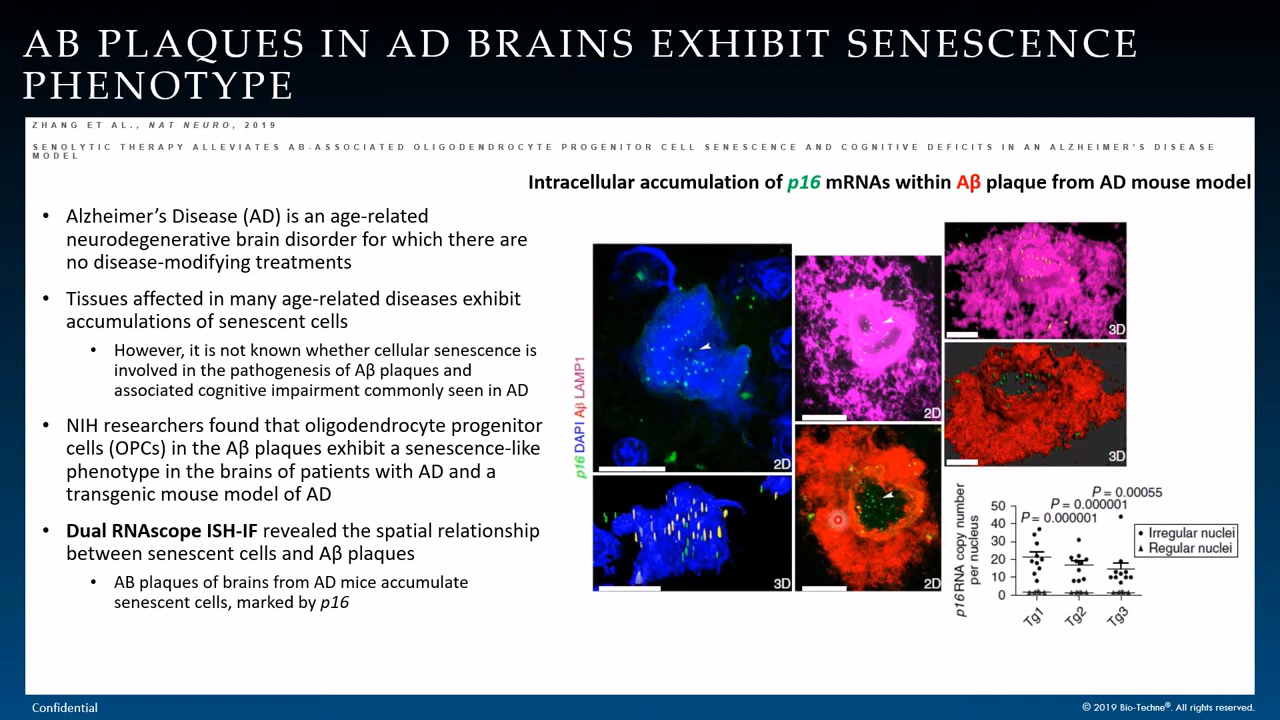 AB PLAQUES IN AD BRAINS EXHIBIT SENESCENCE
PHENOTYPE
ZHANG ET AL., NAT NEURO, 2019
SENOLYTIC THERAPY ALLEVIATES AB-ASSOCIATED OLIGODENDROCYTE PROGENITOR CELL SENESCENCE AND COGNITIVE DEFICITS IN AN ALZHEIMER'S DISEASE
MODEL
Intracellular accumulation of p16 mRNAs within Aβ plaque from AD mouse model
• Alzheimer's Disease (AD) is an age-related
neurodegenerative brain disorder for which there are
no disease-modifying treatments
• Tissues affected in many age-related diseases exhibit
accumulations of senescent cells
• However, it is not known whether cellular senescence is
involved in the pathogenesis of Aβ plaques and
associated cognitive impairment commonly seen in AD
• NIH researchers found that oligodendrocyte progenitor
cells (OPCs) in the Aβ plaques exhibit a senescence-like
phenotype in the brains of patients with AD and a
transgenic mouse model of AD
• Dual RNAscope ISH-IF revealed the spatial relationship
between senescent cells and Aβ plaques
• AB plaques of brains from AD mice accumulate
senescent cells, marked by p16
p16 DAPI Aβ LAMP1
2D
3D
2D
2D
3D
3D
p16 RNA copy number
per nucleus
50
40
30
20
10
0
P = 0.000001
P = 0.000001
P = 0.00055
Irregular nuclei
Regular nuclei
Tg1
Tg2
Tg3
Confidential
© 2019 Bio-Techne®. All rights reserved.